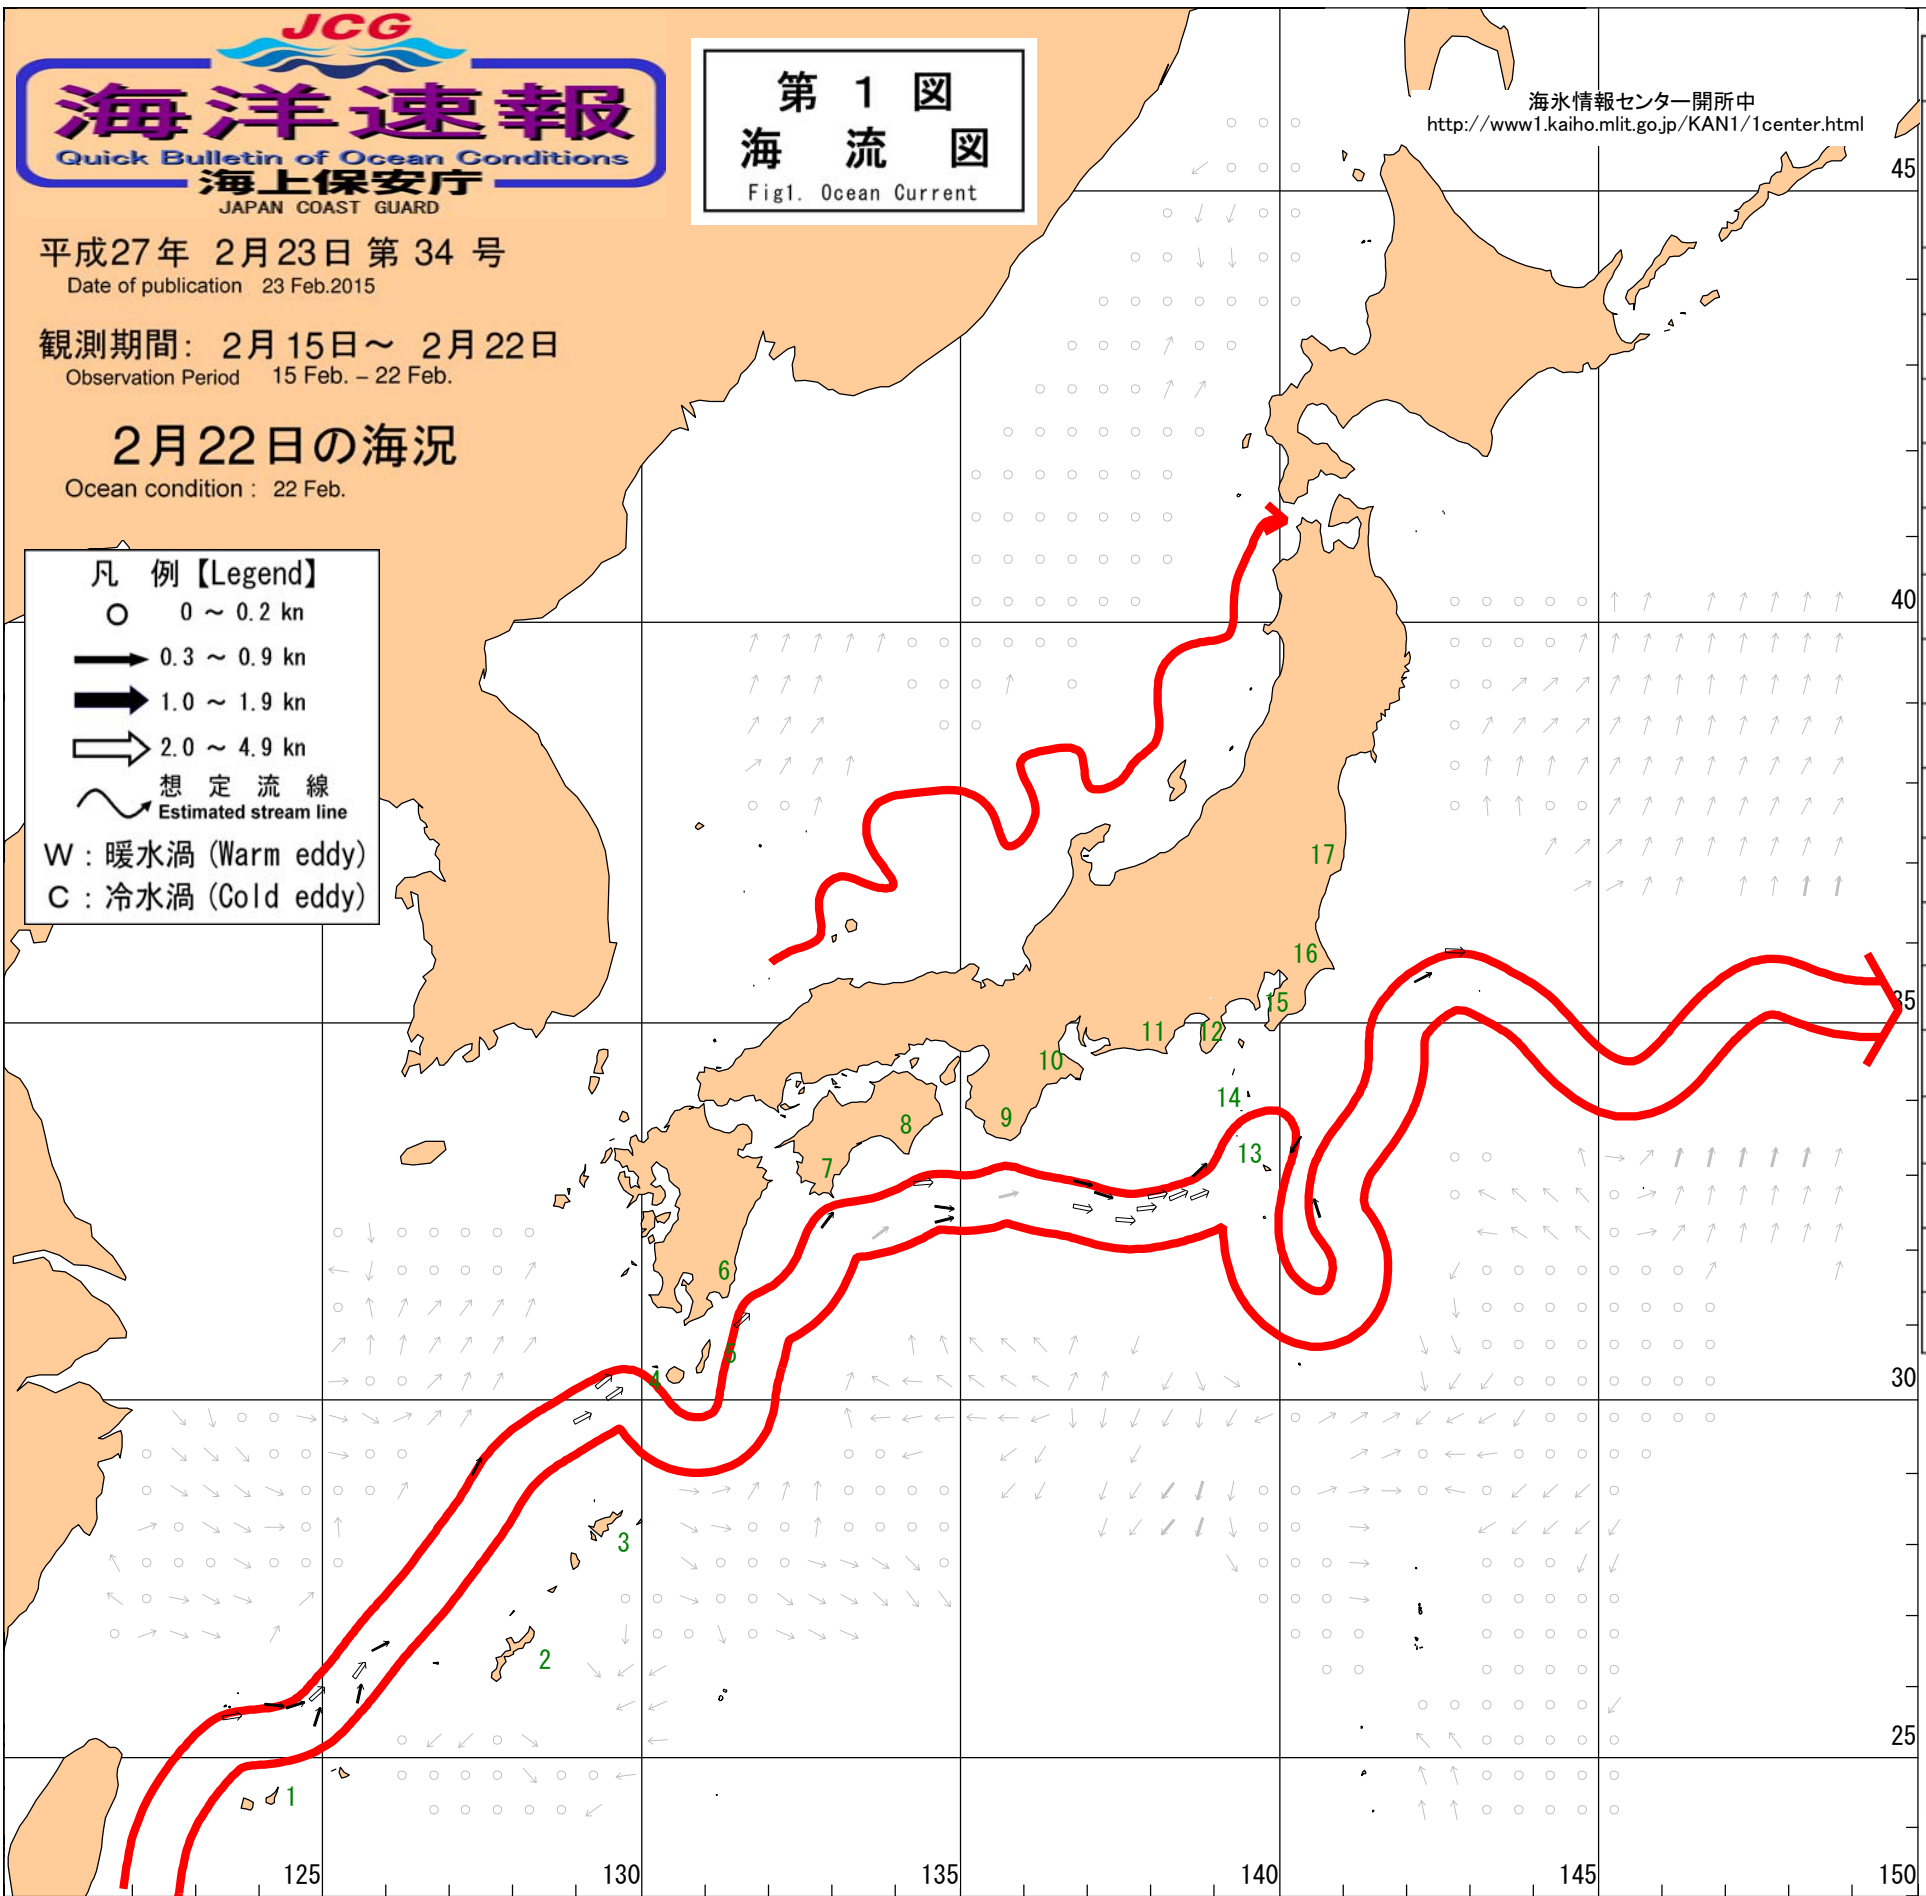 JCG
海洋速報
Quick Bulletin of Ocean Conditions
海上保安庁
JAPAN COAST GUARD
平成27年 2月23日 第 34 号
Date of publication 23 Feb.2015
観測期間: 2月15日～ 2月22日
Observation Period 15 Feb. – 22 Feb.
2月22日の海況
Ocean condition : 22 Feb.
第 1 図
海 流 図
Fig1. Ocean Current
海氷情報センター開所中
http://www1.kaiho.mlit.go.jp/KAN1/1center.html
凡 例【Legend】
0 ～ 0.2 kn
0.3 ～ 0.9 kn
1.0 ～ 1.9 kn
2.0 ～ 4.9 kn
想 定 流 線
Estimated stream line
W : 暖水渦 (Warm eddy)
C : 冷水渦 (Cold eddy)
45
40
35
30
25
17
16
15
12
11
10
14
13
9
8
7
6
5
4
3
2
1
125
130
135
140
145
150